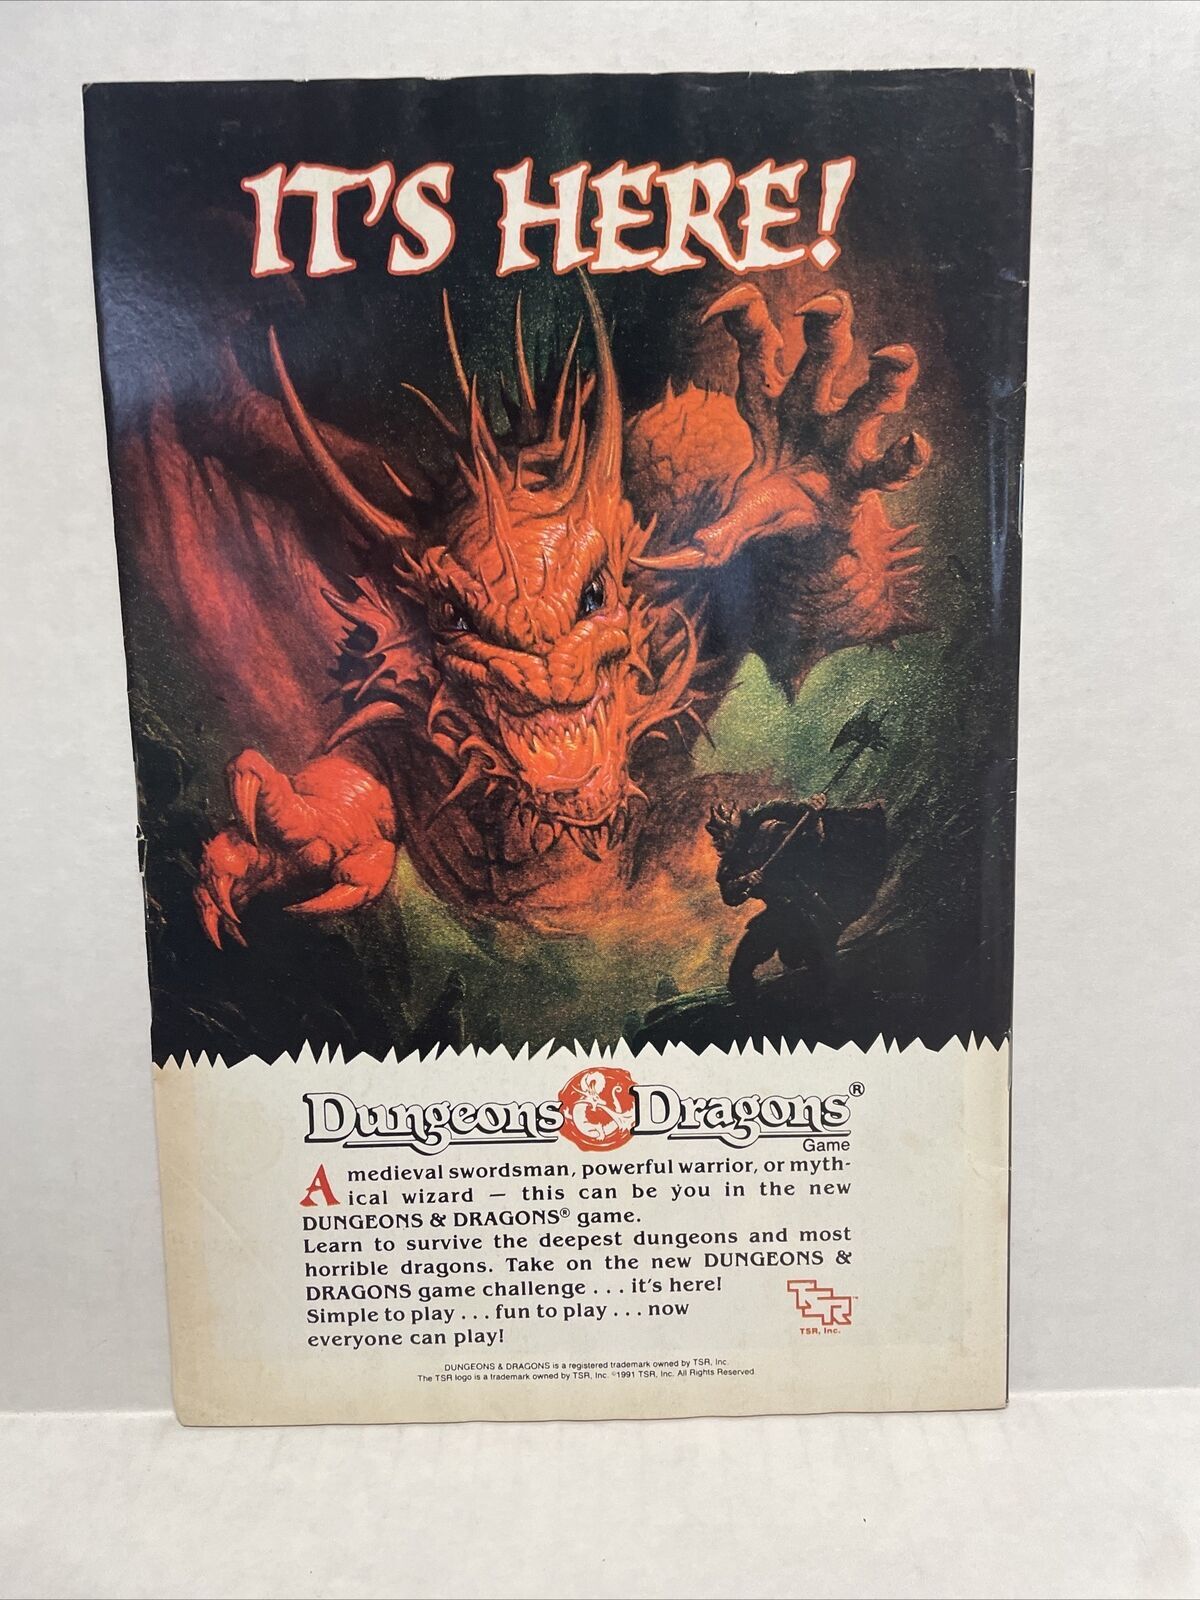 IT'S HERE!
Dungeons & Dragons®
Game
A medieval swordsman, powerful warrior, or myth-
ical wizard — this can be you in the new
DUNGEONS & DRAGONS® game.
Learn to survive the deepest dungeons and most
horrible dragons. Take on the new DUNGEONS &
DRAGONS game challenge . . . it's here!
Simple to play . . . fun to play . . . now
everyone can play!
TSR™
TSR, Inc.
DUNGEONS & DRAGONS is a registered trademark owned by TSR, Inc.
The TSR logo is a trademark owned by TSR, Inc. ©1991 TSR, Inc. All Rights Reserved